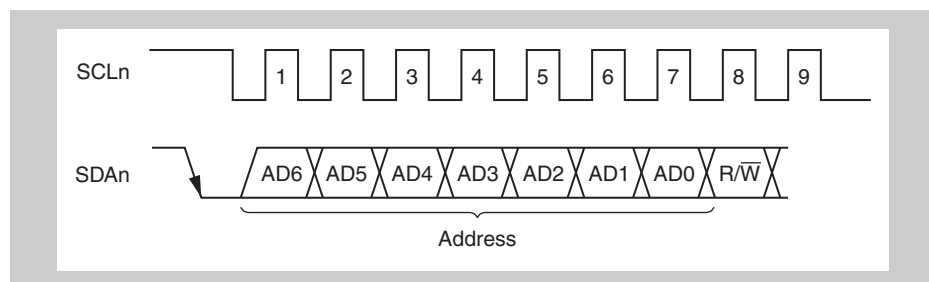 SCLn 1 2 3 4 5 6 7 8 9
SDAn AD6 AD5 AD4 AD3 AD2 AD1 AD0 R/W̅
Address